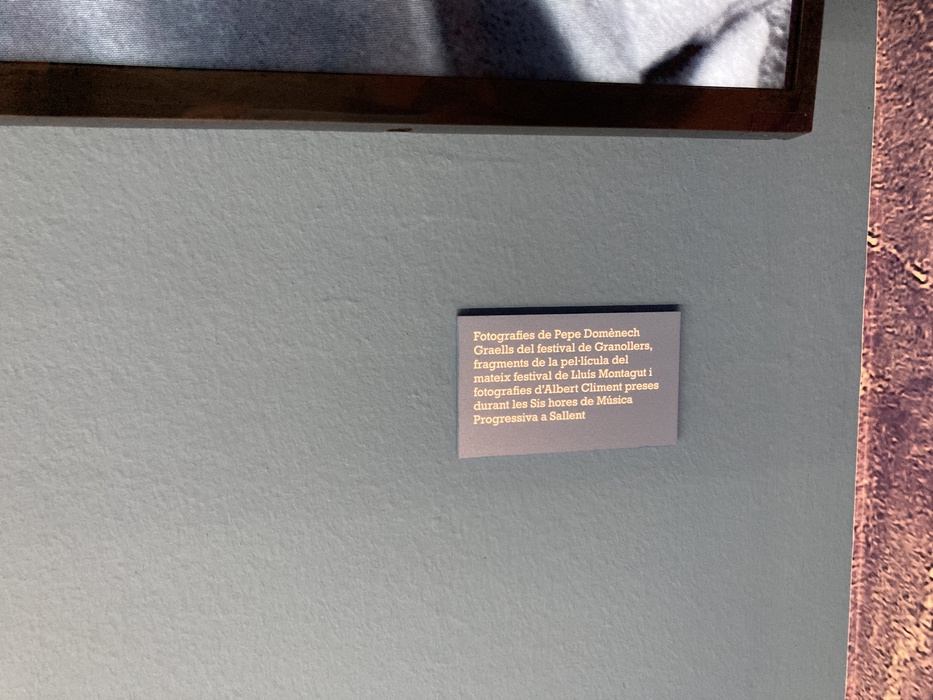 Fotografies de Pepe Domènech
Graells del festival de Granollers,
fragments de la pel·lícula del
mateix festival de Lluís Montagut i
fotografies d'Albert Climent preses
durant les Sis hores de Música
Progressiva a Sallent